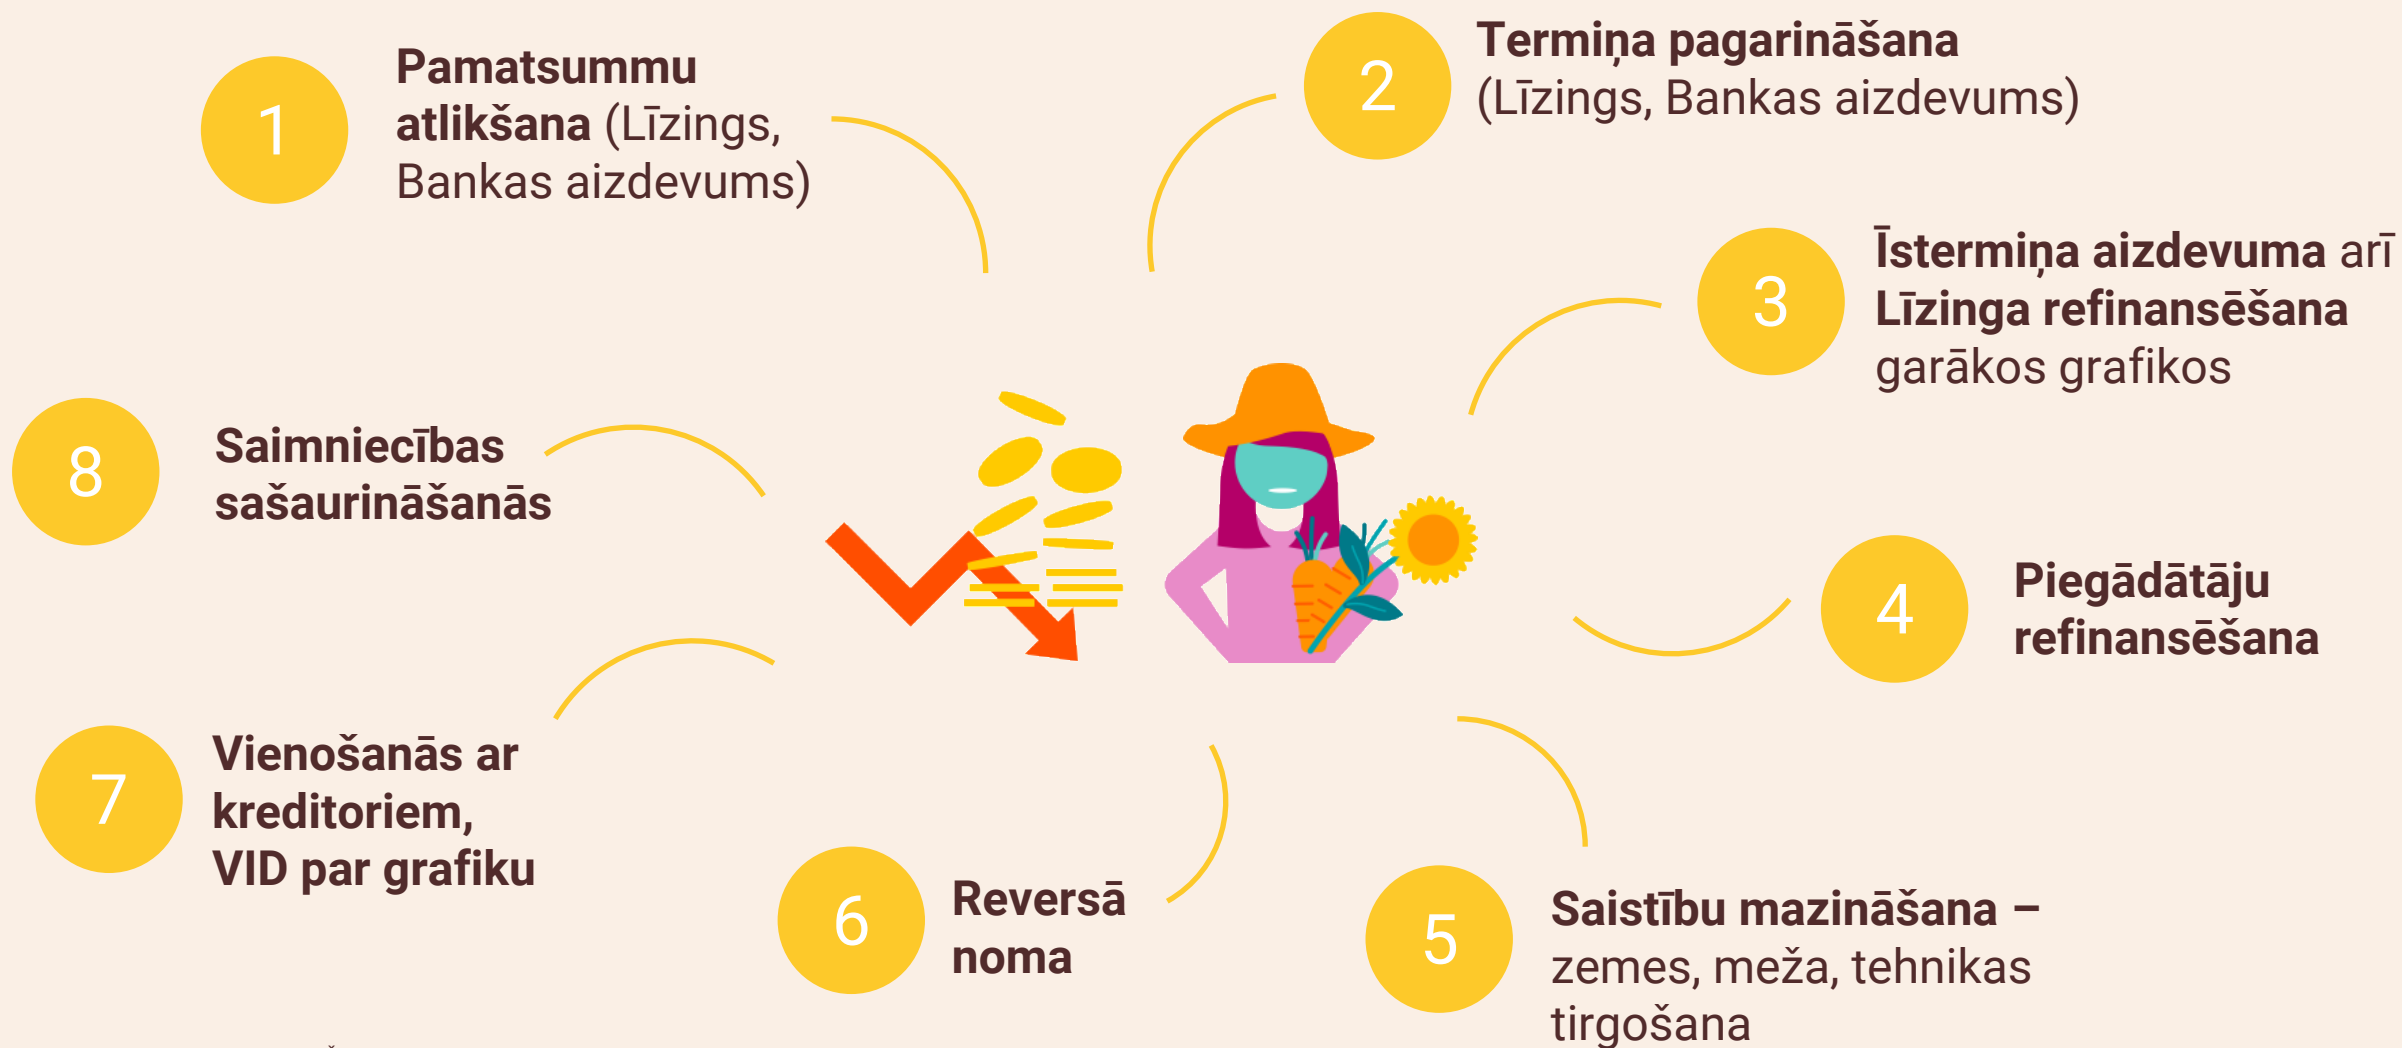 1
Pamatsummu
atlikšana (Līzings,
Bankas aizdevums)
2
Termiņa pagarināšana
(Līzings, Bankas aizdevums)
3
Īstermiņa aizdevuma arī
Līzinga refinansēšana
garākos grafikos
4
Piegādātāju
refinansēšana
5
Saistību mazināšana –
zemes, meža, tehnikas
tirgošana
6
Reversā
noma
7
Vienošanās ar
kreditoriem,
VID par grafiku
8
Saimniecības
sašaurināšanās